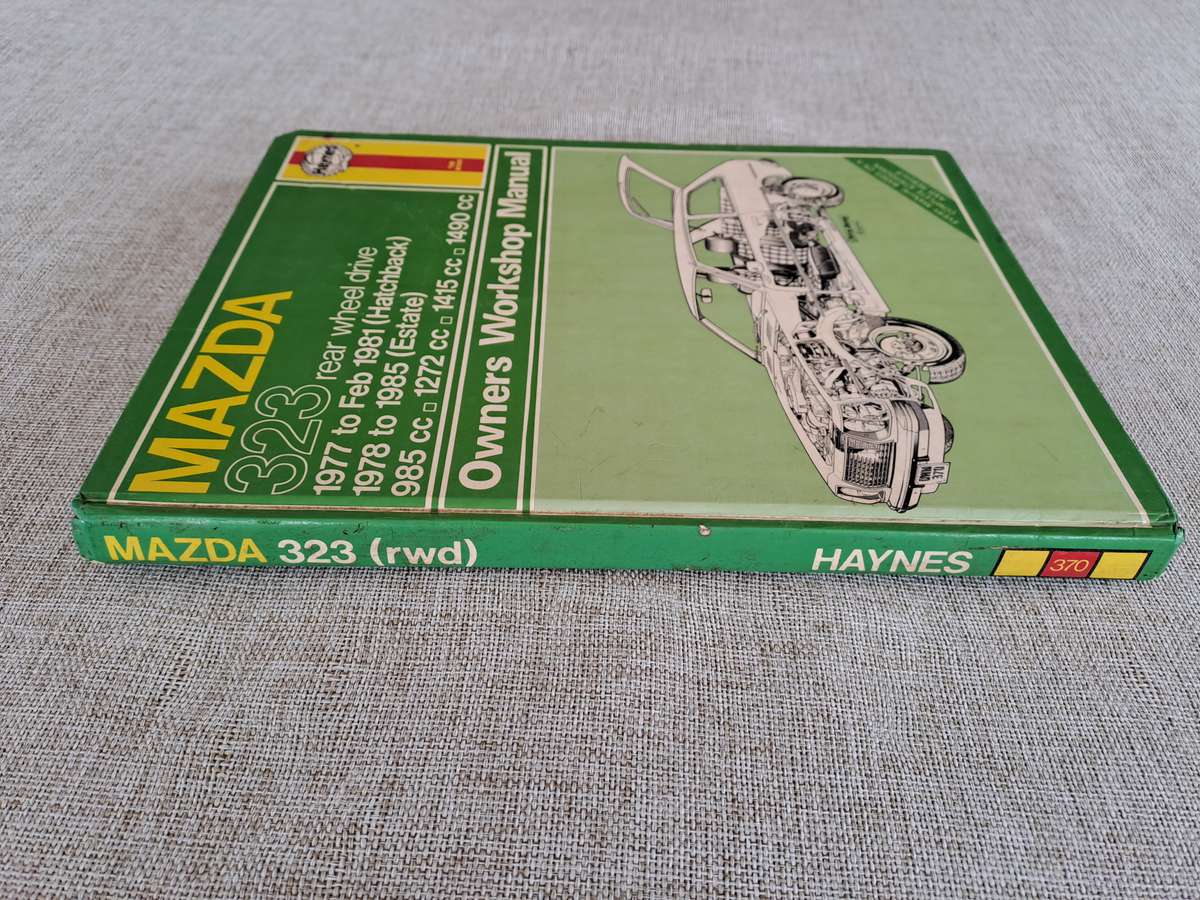 Haynes
MAZDA
323 rear wheel drive
1977 to Feb 1981 (Hatchback)
1978 to 1985 (Estate)
985 cc □ 1272 cc □ 1415 cc □ 1490 cc
Owners Workshop Manual
MAZDA 323 (rwd)
HAYNES
370